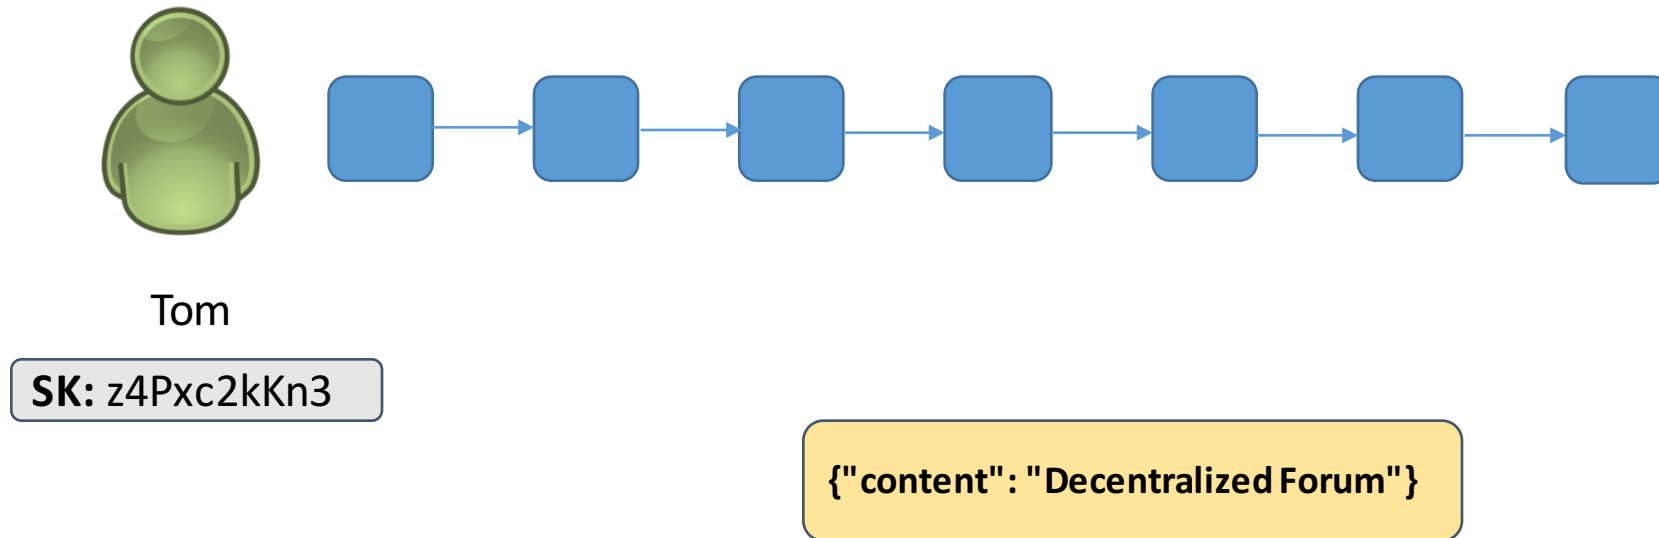 Tom
SK: z4Pxc2kKn3
{"content": "Decentralized Forum"}